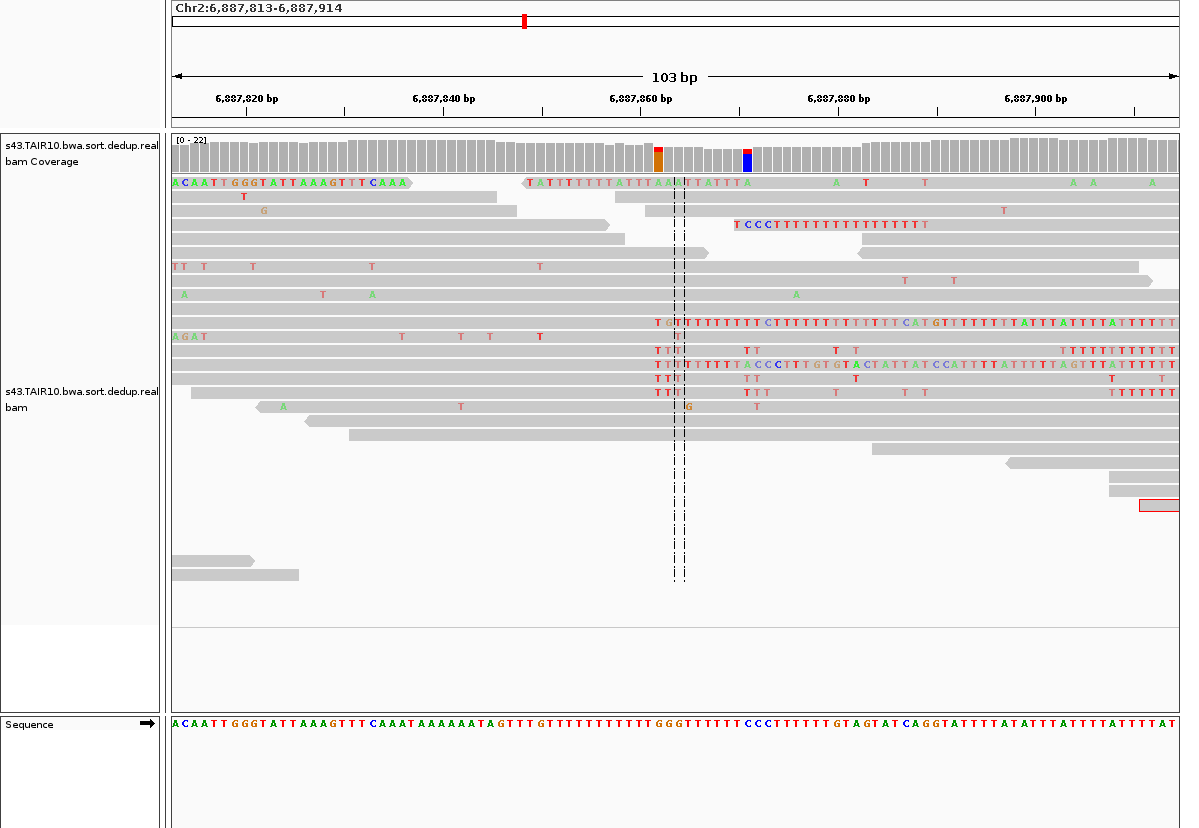 Chr2:6,887,813-6,887,914
103 bp
6,887,820 bp 6,887,840 bp 6,887,860 bp 6,887,880 bp 6,887,900 bp
s43.TAIR10.bwa.sort.dedup.real
bam Coverage
[0 - 22]
ACAATTGGGTATTAAAGTTTCAAA TATTTTTTTATTTAAATTATTTA A T T A A A
T
G T
TCCCTTTTTTTTTTTTTTTT
TT T T T T
T T
A T A A
TGTTTTTTTTTCTTTTTTTTTTTTTCATGTTTTTTTTATTTATTTTATTTTTT
AGAT T T T T T
TTT TT T T TTTTTTTTTTTT
TTTTTTTTTACCCTTTGTGTACTATTATCCATTTTATTTTTAGTTTATTTTTT
TTT TT T T T
s43.TAIR10.bwa.sort.dedup.real
bam
TTT TTT T T T TTTTTTT
A T G T
Sequence
ACAATTGGGTATTAAAGTTTCAAATAAAAAATAGTTTGTTTTTTTTTTTGGGTTTTTTCCCTTTTTTGTAGTATCAGGTATTTTATATTTATTTTATTTTAT